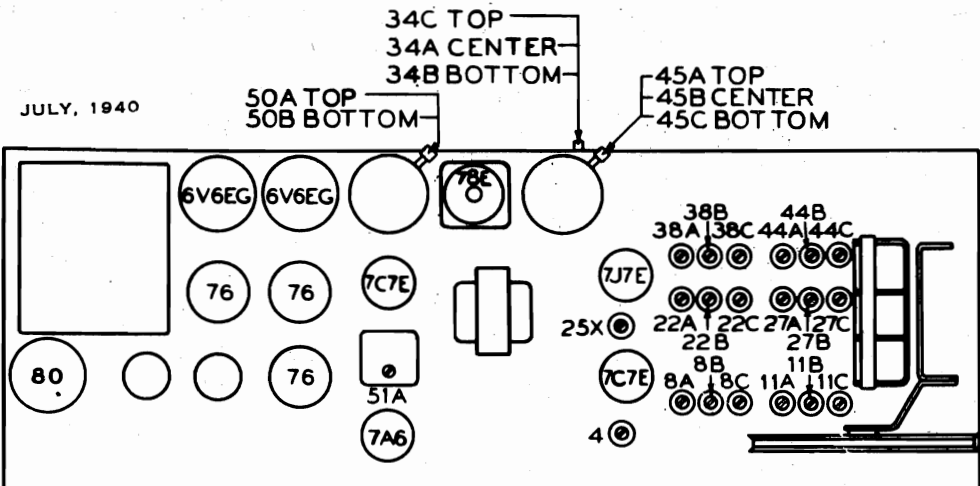 34C TOP
34A CENTER
34B BOTTOM
45A TOP
45B CENTER
45C BOTTOM
50A TOP
50B BOTTOM
JULY, 1940
6V6EG 6V6EG 78E
38B 44B
38A 38C 44A 44C
76 76 7C7E 7J7E
25X
22A 22C 27A 27C
22B 27B
8B 11B
8A 8C 11A 11C
80 76 51A 7C7E
7A6 4